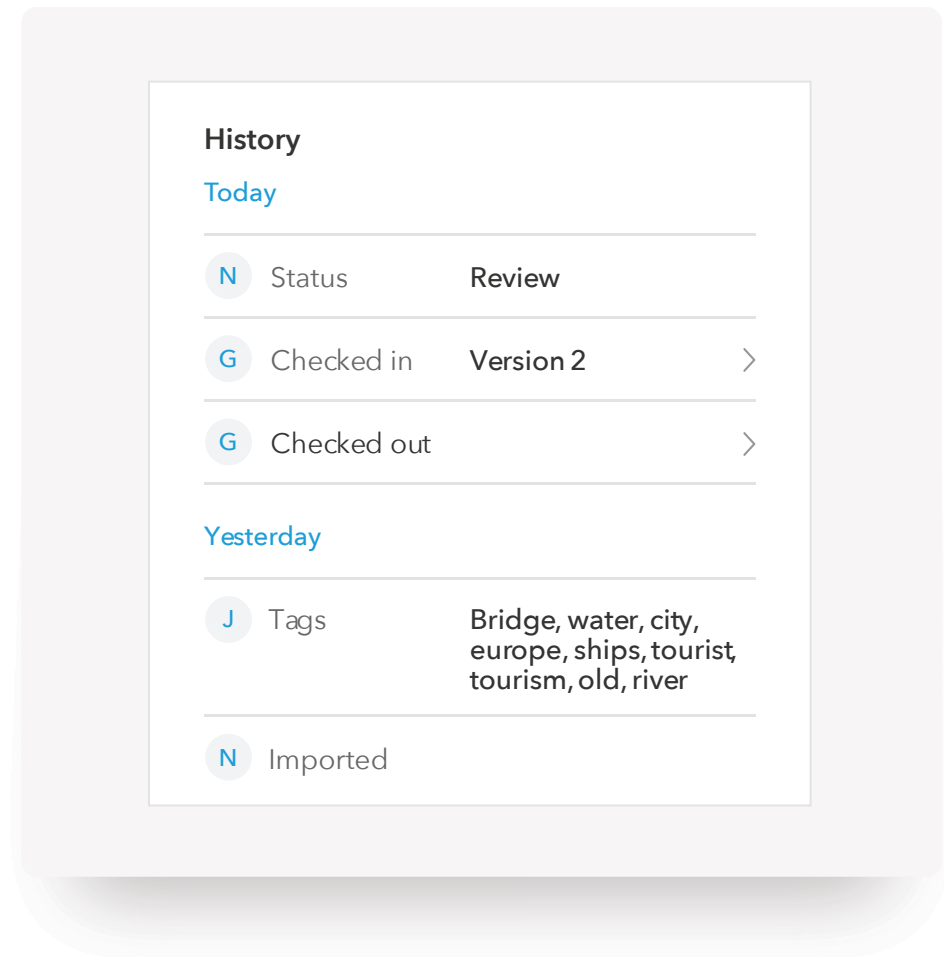 History
Today
N Status Review
G Checked in Version 2
G Checked out
Yesterday
J Tags Bridge, water, city,
europe, ships, tourist,
tourism, old, river
N Imported